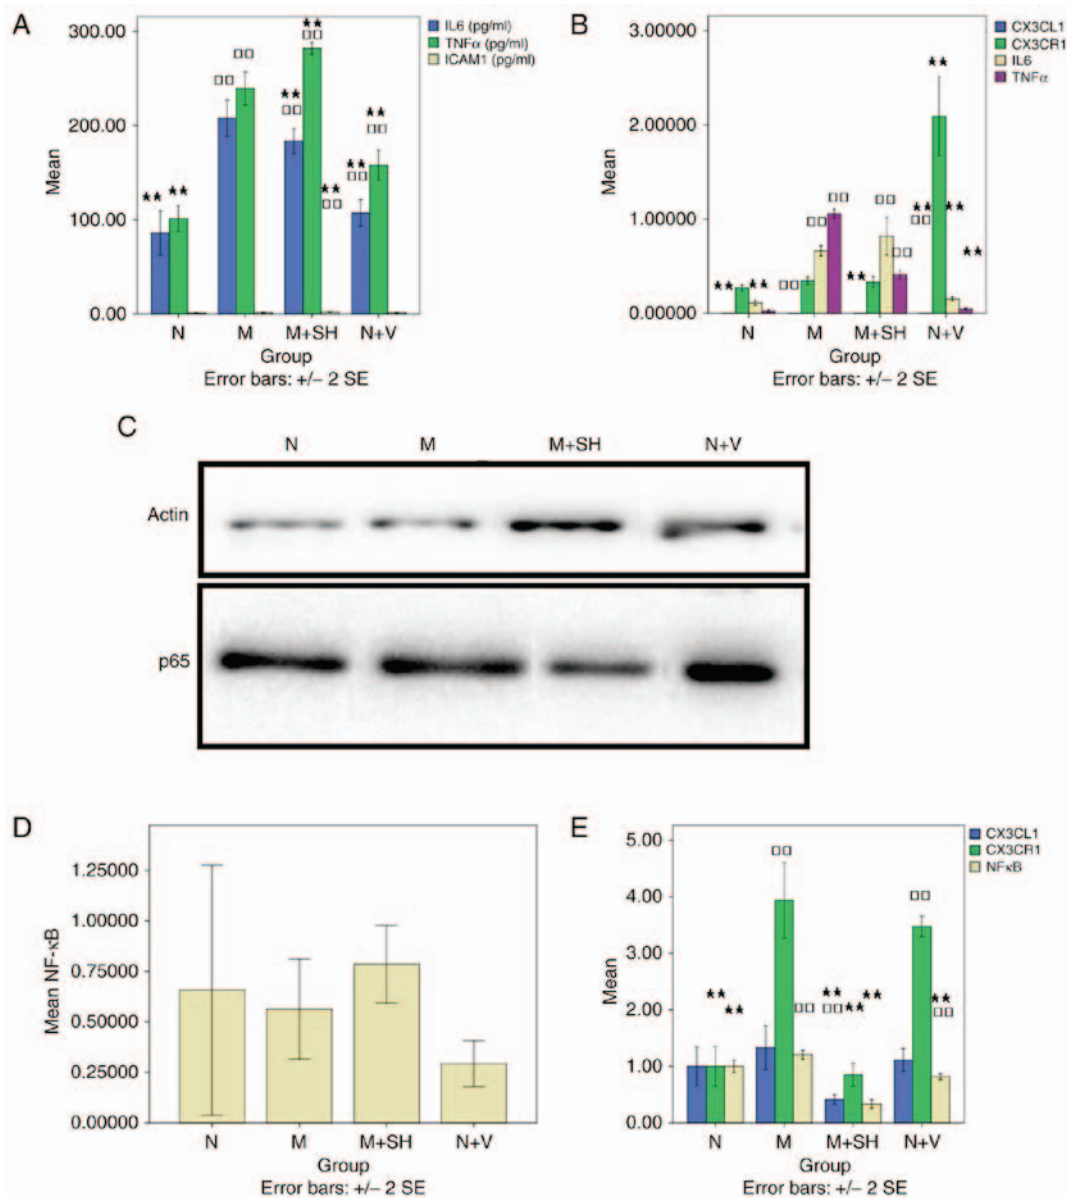 A
300.00
200.00
100.00
0.00
Mean
IL6 (pg/ml)
TNFα (pg/ml)
ICAM1 (pg/ml)
★★ ★★
□□ □□
★★ □□
★★ □□
★★ □□
★★ □□
★★ □□
N M M+SH N+V
Group
Error bars: +/− 2 SE
B
3.00000
2.00000
1.00000
0.00000
Mean
CX3CL1
CX3CR1
IL6
TNFα
★★ ★★
□□ □□ □□
★★ □□ □□
★★ □□ ★★ ★★ ★★
N M M+SH N+V
Group
Error bars: +/− 2 SE
C
N M M+SH N+V
Actin
p65
D
1.25000
1.00000
0.75000
0.50000
0.25000
0.00000
Mean NF-κB
N M M+SH N+V
Group
Error bars: +/− 2 SE
E
5.00
4.00
3.00
2.00
1.00
0.00
Mean
CX3CL1
CX3CR1
NFκB
★★ ★★
□□ □□
★★ □□ ★★ ★★
□□ ★★ □□
N M M+SH N+V
Group
Error bars: +/− 2 SE